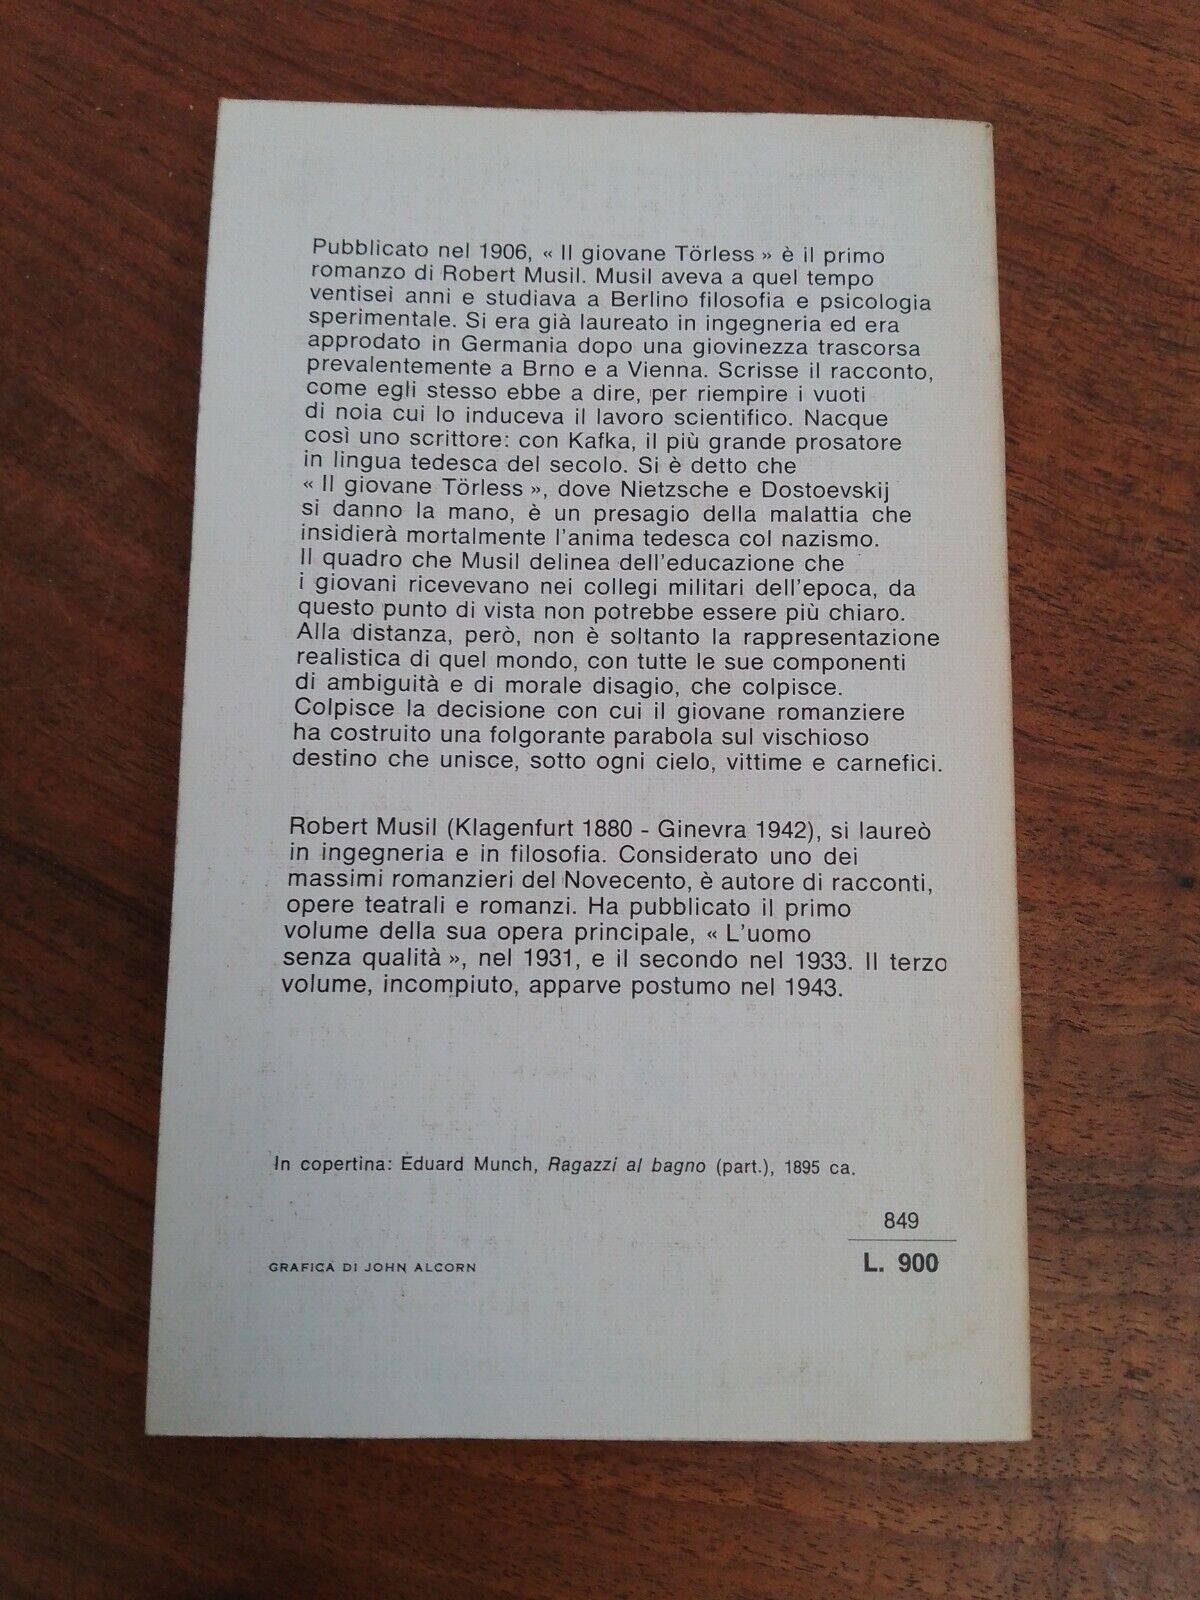 Pubblicato nel 1906, « Il giovane Törless » è il primo
romanzo di Robert Musil. Musil aveva a quel tempo
ventisei anni e studiava a Berlino filosofia e psicologia
sperimentale. Si era già laureato in ingegneria ed era
approdato in Germania dopo una giovinezza trascorsa
prevalentemente a Brno e a Vienna. Scrisse il racconto,
come egli stesso ebbe a dire, per riempire i vuoti
di noia cui lo induceva il lavoro scientifico. Nacque
così uno scrittore: con Kafka, il più grande prosatore
in lingua tedesca del secolo. Si è detto che
« Il giovane Törless », dove Nietzsche e Dostoevskij
si danno la mano, è un presagio della malattia che
insidierà mortalmente l'anima tedesca col nazismo.
Il quadro che Musil delinea dell'educazione che
i giovani ricevevano nei collegi militari dell'epoca, da
questo punto di vista non potrebbe essere più chiaro.
Alla distanza, però, non è soltanto la rappresentazione
realistica di quel mondo, con tutte le sue componenti
di ambiguità e di morale disagio, che colpisce.
Colpisce la decisione con cui il giovane romanziere
ha costruito una folgorante parabola sul vischioso
destino che unisce, sotto ogni cielo, vittime e carnefici.
Robert Musil (Klagenfurt 1880 - Ginevra 1942), si laureò
in ingegneria e in filosofia. Considerato uno dei
massimi romanzieri del Novecento, è autore di racconti,
opere teatrali e romanzi. Ha pubblicato il primo
volume della sua opera principale, « L'uomo
senza qualità », nel 1931, e il secondo nel 1933. Il terzo
volume, incompiuto, apparve postumo nel 1943.
In copertina: Eduard Munch, Ragazzi al bagno (part.), 1895 ca.
849
L. 900
GRAFICA DI JOHN ALCORN